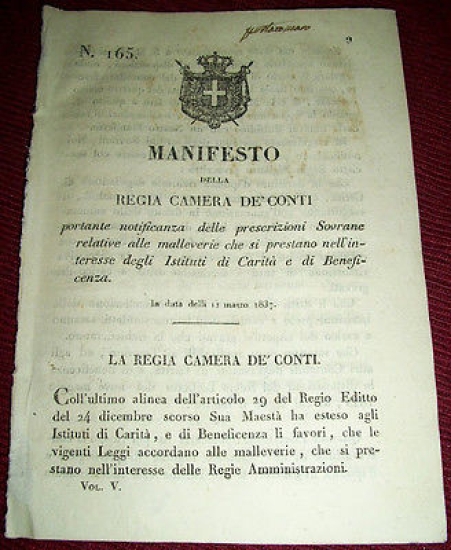 9
N. 165.
MANIFESTO
DELLA
REGIA CAMERA DE' CONTI
portante notificanza delle prescrizioni Sovrane
relative alle malleverie che si prestano nell'in-
teresse degli Istituti di Carità e di Benefi-
cenza.
In data delli 11 marzo 1837.
LA REGIA CAMERA DE' CONTI.
Coll'ultimo alinea dell'articolo 29 del Regio Editto
del 24 dicembre scorso Sua Maestà ha esteso agli
Istituti di Carità, e di Beneficenza li favori, che le
vigenti Leggi accordano alle malleverie, che si pre-
stano nell'interesse delle Regie Amministrazioni.
VOL. V.